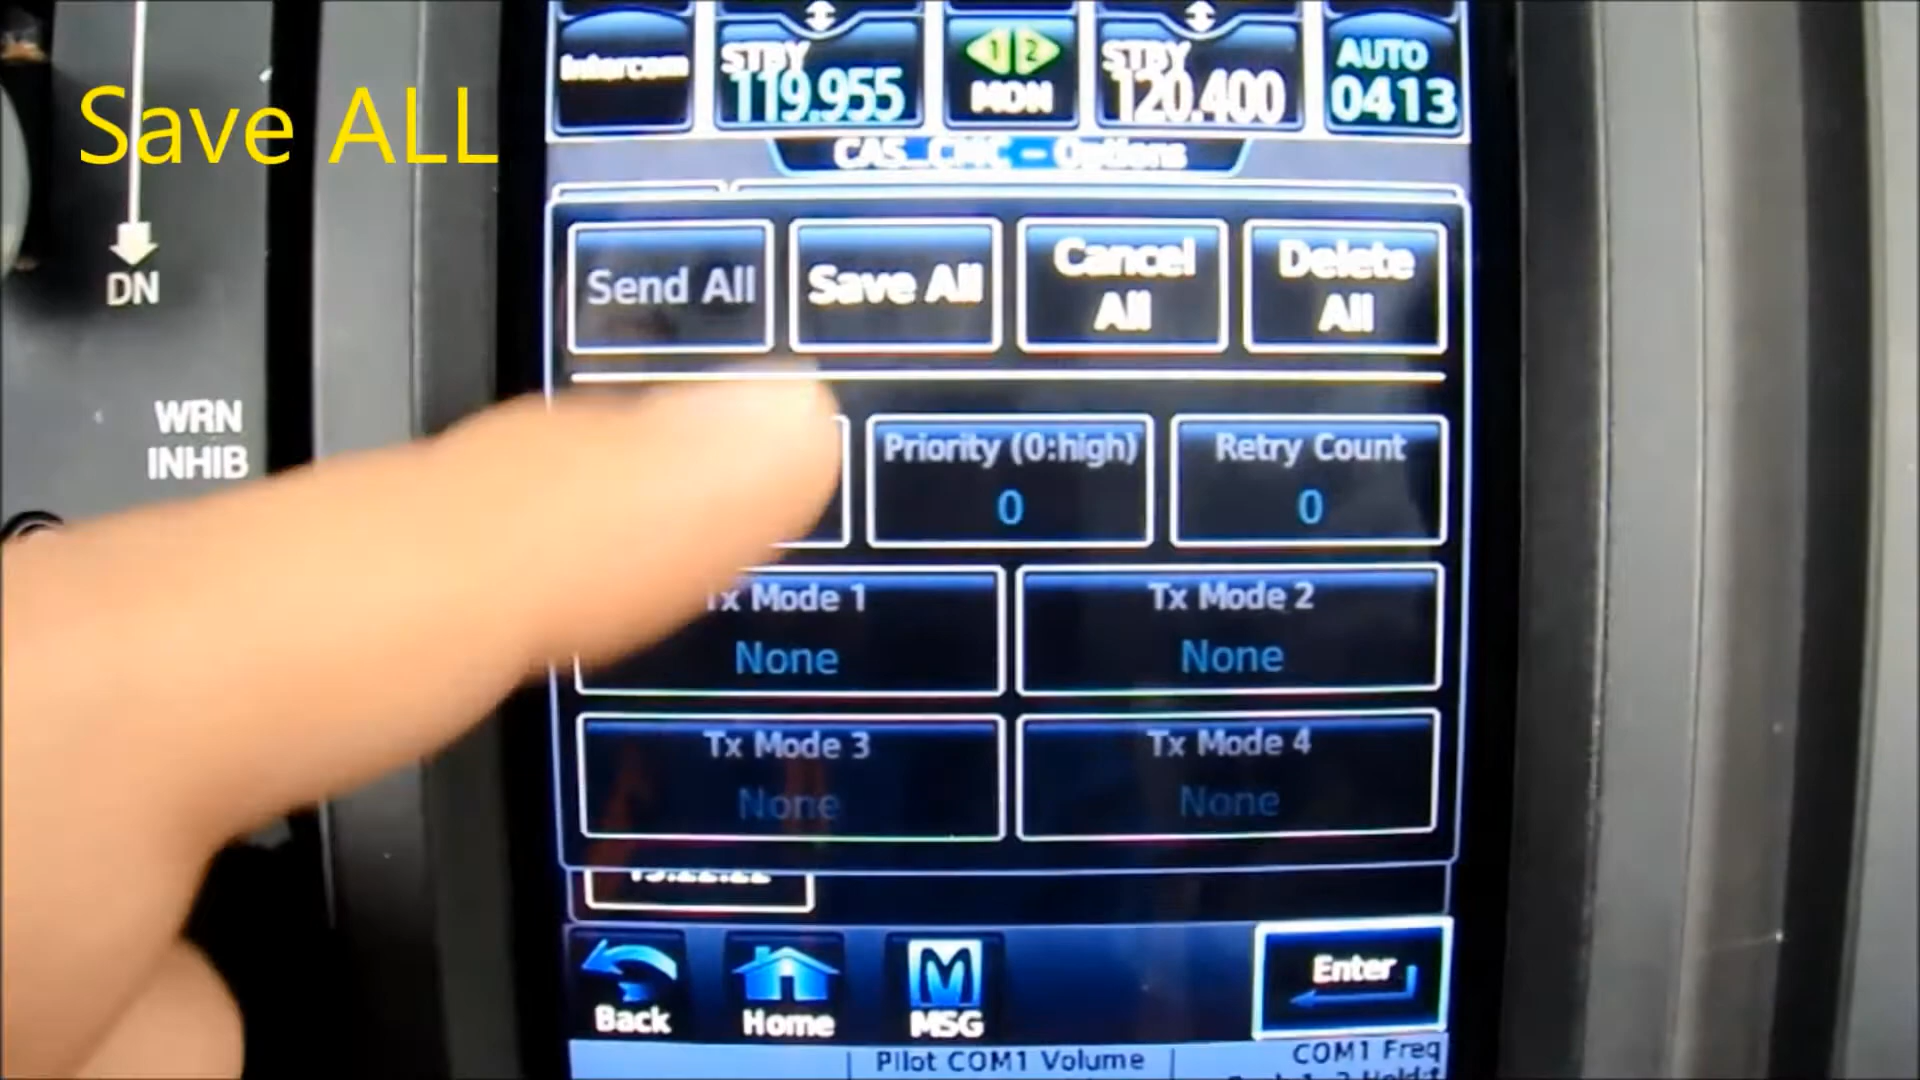 Save ALL
DN
WRN
INHIB
Intercom
STBY
119.955
1 2
MON
STBY
120.400
AUTO
0413
CAS_CMC – Options
Send All
Save All
Cancel
All
Delete
All
Priority (0:high)
0
Retry Count
0
Tx Mode 1
None
Tx Mode 2
None
Tx Mode 3
None
Tx Mode 4
None
Back
Home
MSG
Enter
Pilot COM1 Volume
COM1 Freq